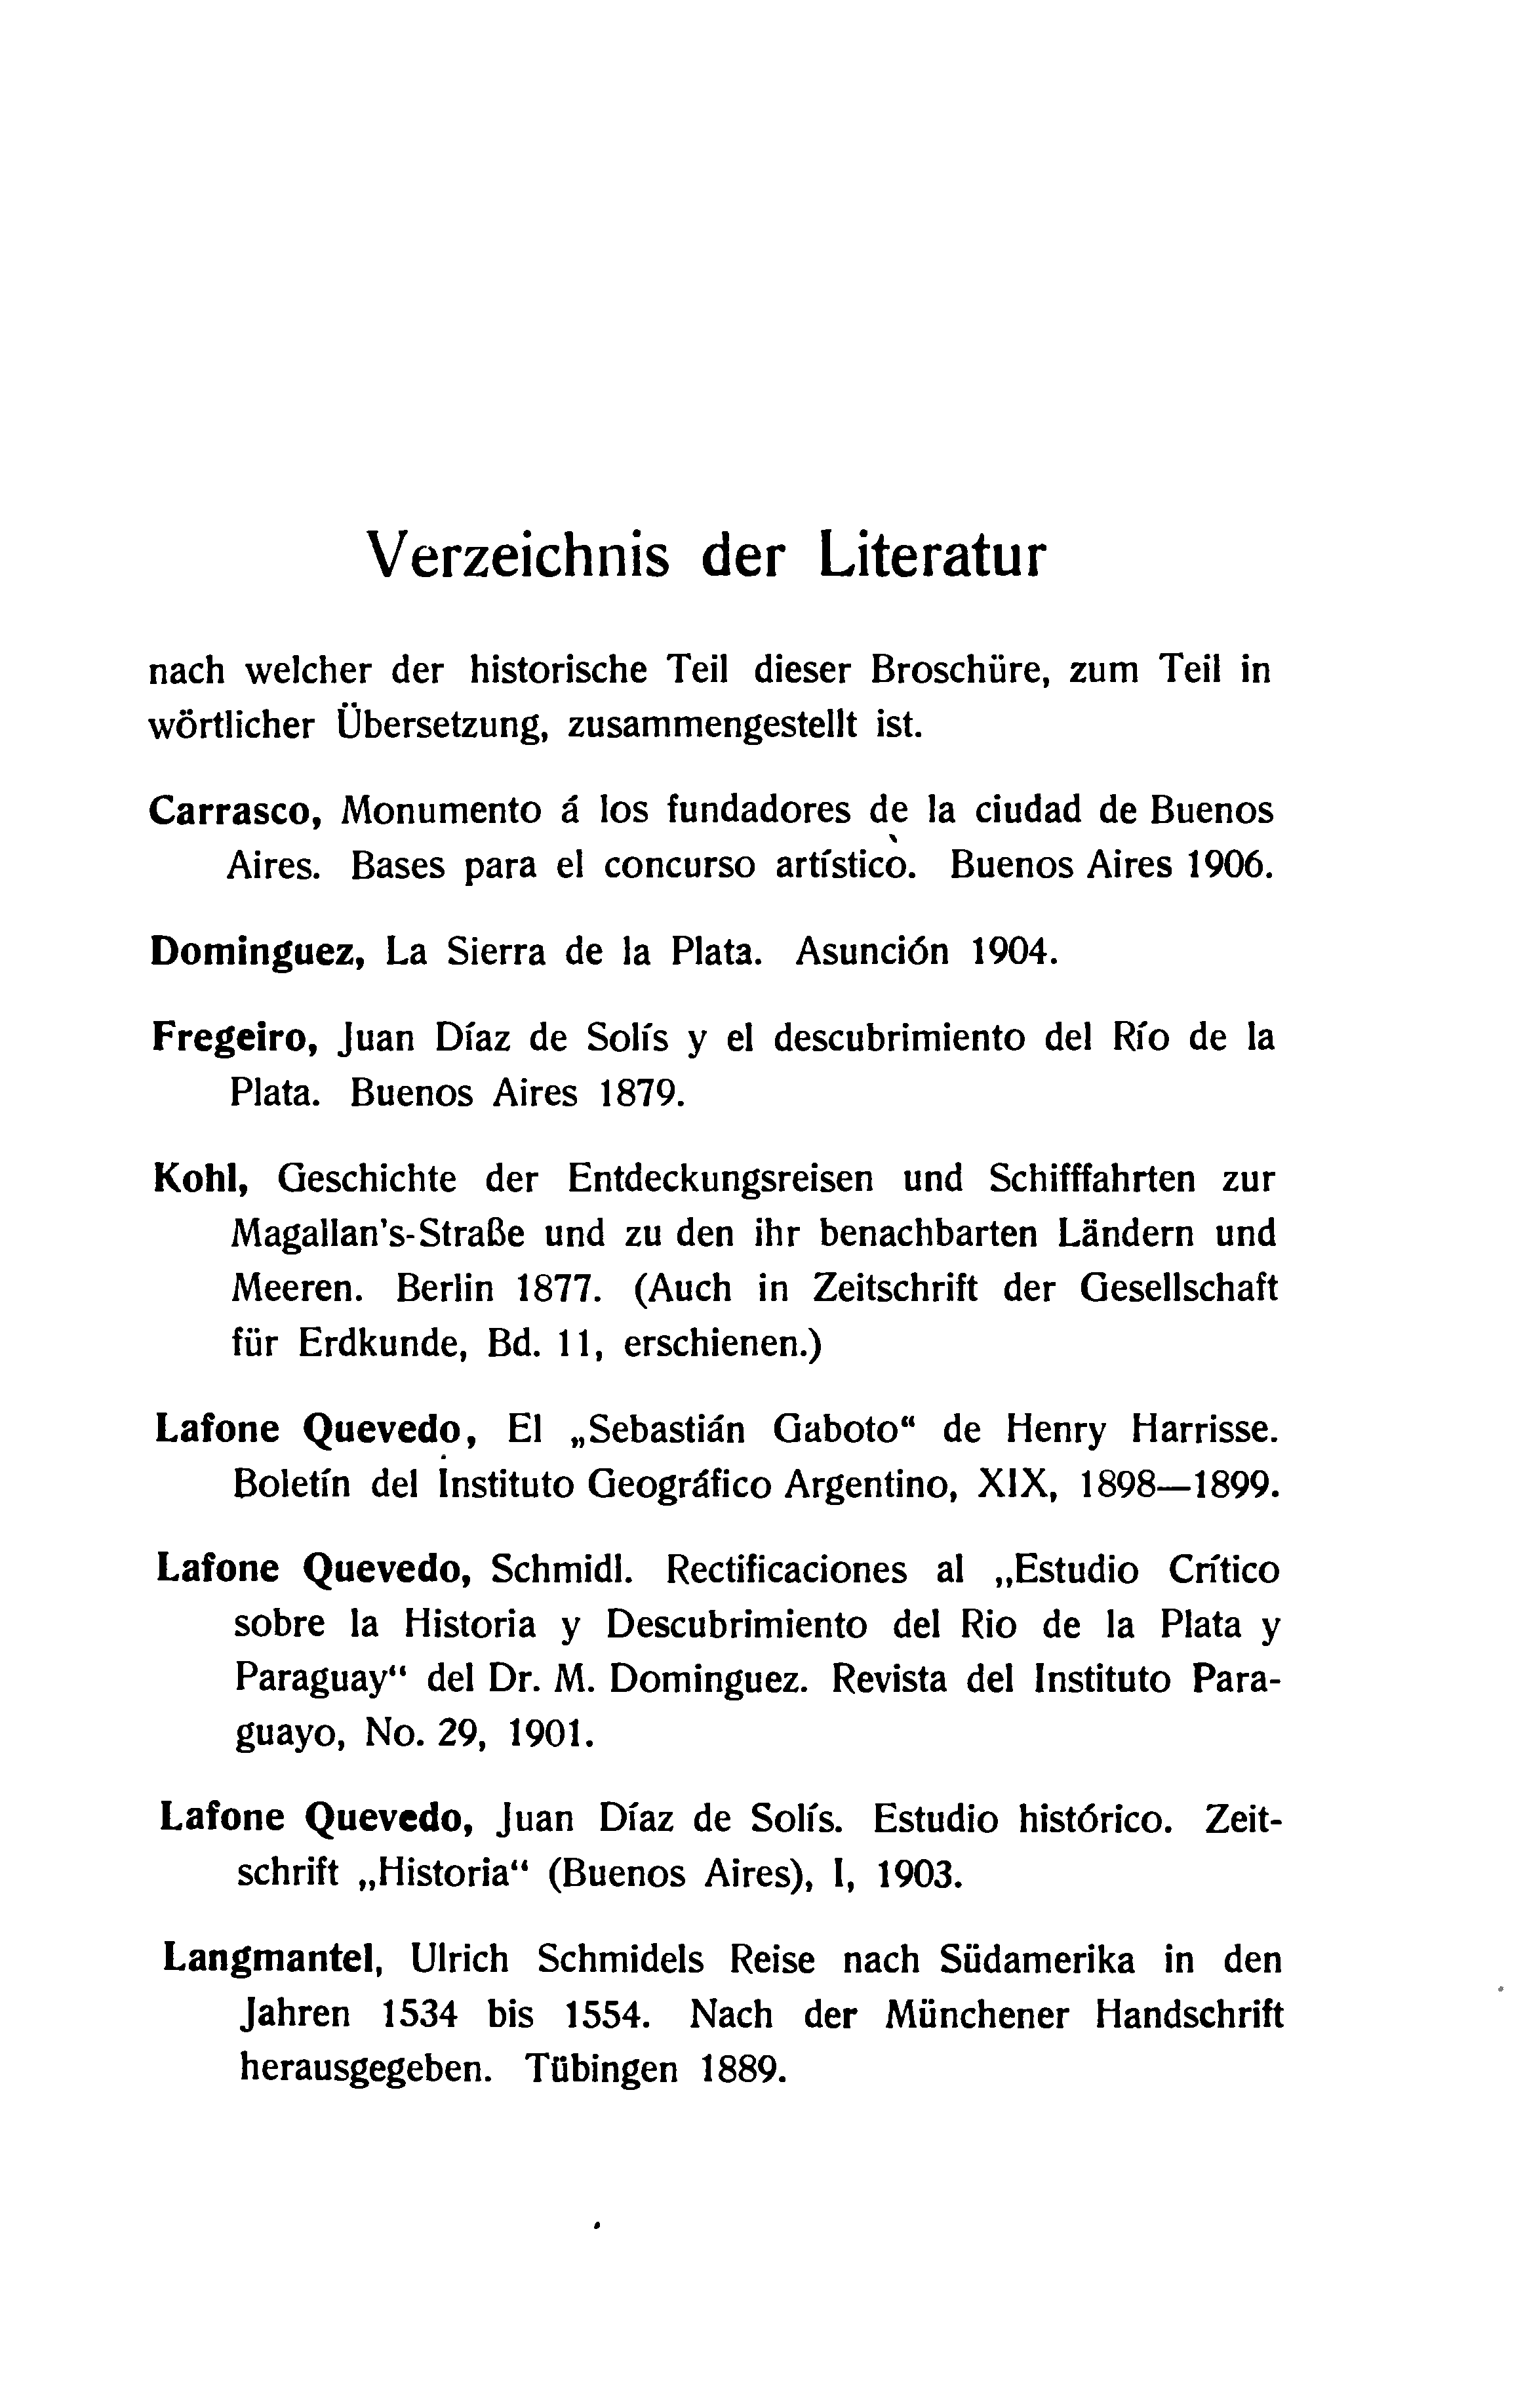 Verzeichnis der Literatur
nach welcher der historische Teil dieser Broschüre, zum Teil in
wörtlicher Übersetzung, zusammengestellt ist.
Carrasco, Monumento á los fundadores de la ciudad de Buenos
Aires. Bases para el concurso artístico. Buenos Aires 1906.
Dominguez, La Sierra de la Plata. Asunción 1904.
Fregeiro, Juan Díaz de Solís y el descubrimiento del Río de la
Plata. Buenos Aires 1879.
Kohl, Geschichte der Entdeckungsreisen und Schifffahrten zur
Magallan's-Straße und zu den ihr benachbarten Ländern und
Meeren. Berlin 1877. (Auch in Zeitschrift der Gesellschaft
für Erdkunde, Bd. 11, erschienen.)
Lafone Quevedo, El „Sebastián Gaboto“ de Henry Harrisse.
Boletín del Instituto Geográfico Argentino, XIX, 1898—1899.
Lafone Quevedo, Schmidl. Rectificaciones al „Estudio Crítico
sobre la Historia y Descubrimiento del Rio de la Plata y
Paraguay“ del Dr. M. Dominguez. Revista del Instituto Para-
guayo, No. 29, 1901.
Lafone Quevedo, Juan Díaz de Solís. Estudio histórico. Zeit-
schrift „Historia“ (Buenos Aires), I, 1903.
Langmantel, Ulrich Schmidels Reise nach Südamerika in den
Jahren 1534 bis 1554. Nach der Münchener Handschrift
herausgegeben. Tübingen 1889.